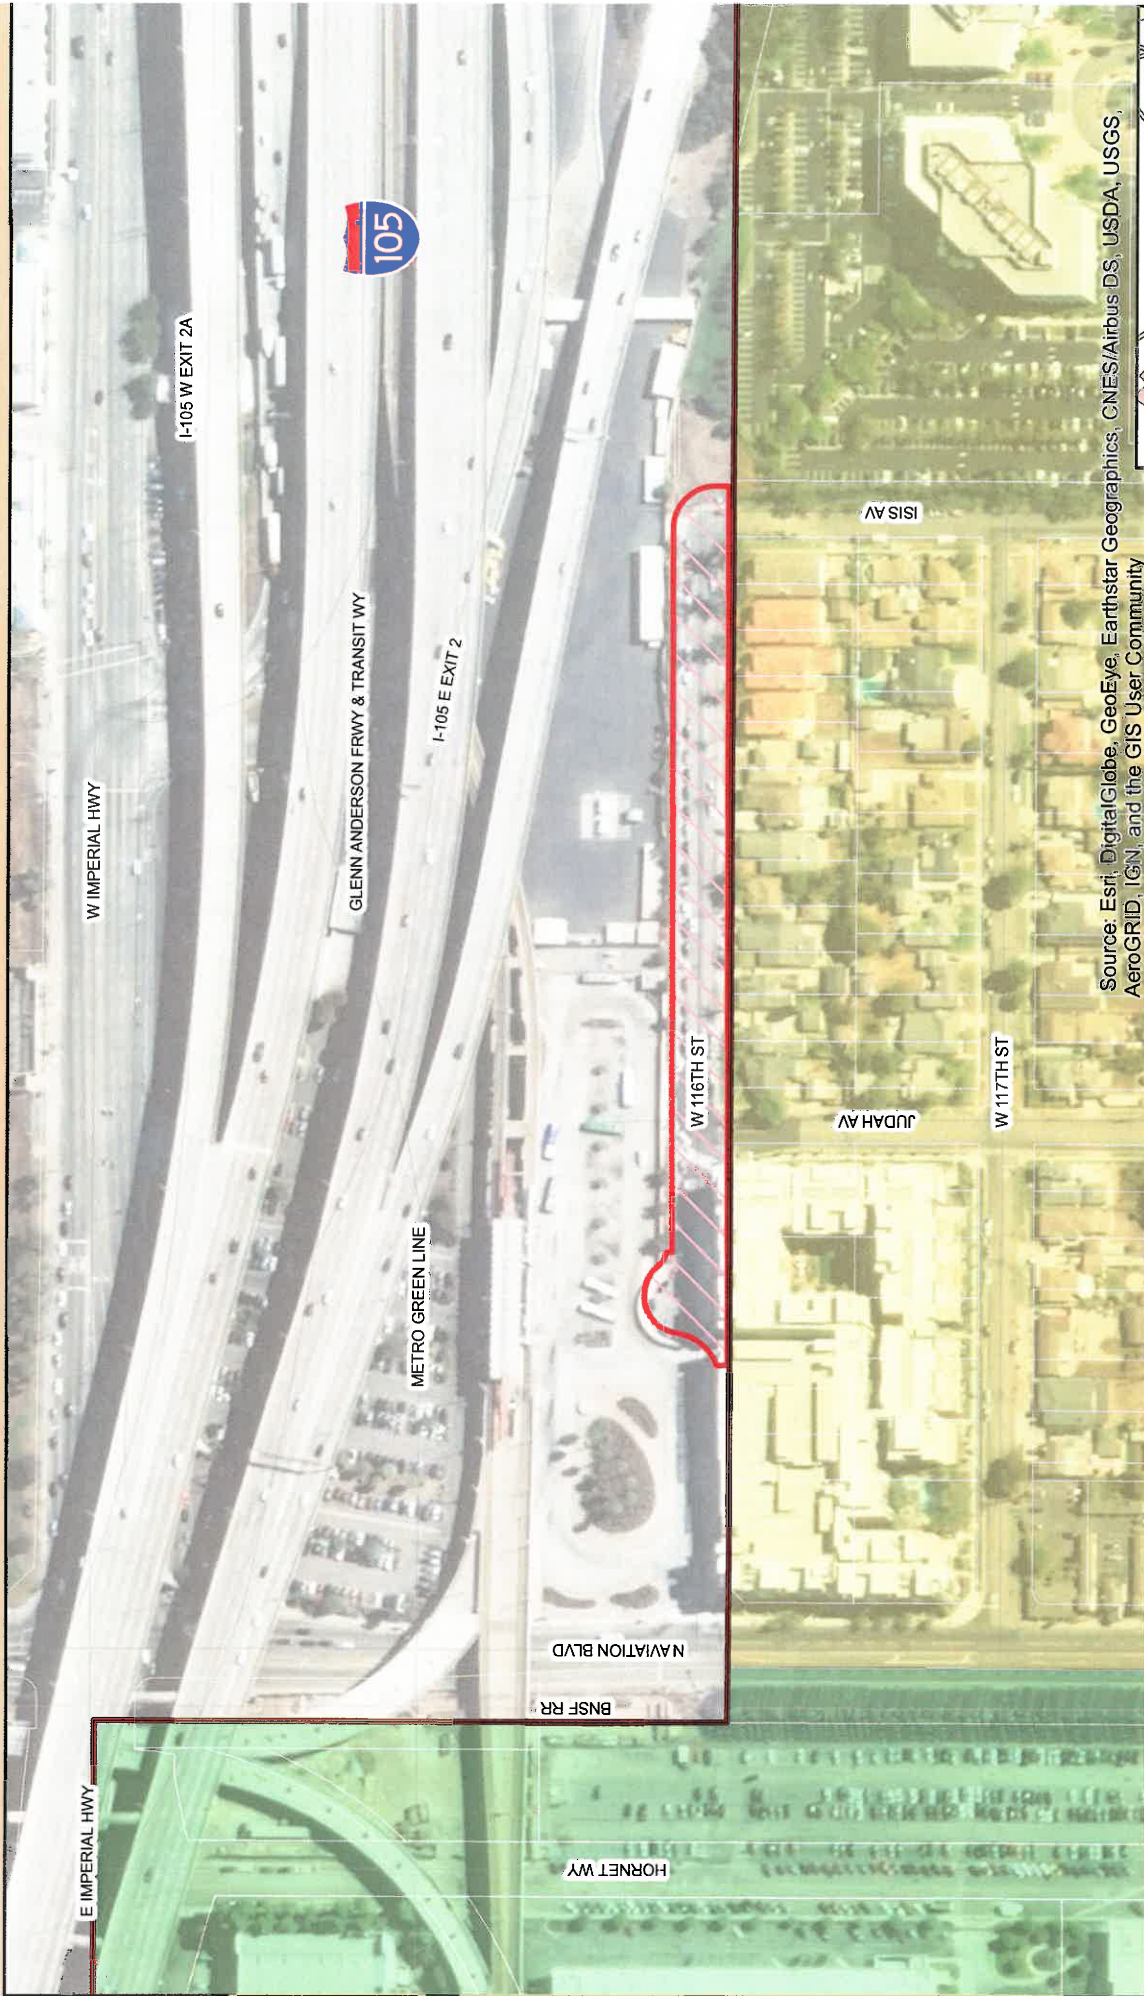 W IMPERIAL HWY
I-105 W EXIT 2A
105
GLENN ANDERSON FRWY & TRANSIT WY
I-105 E EXIT 2
METRO GREEN LINE
E IMPERIAL HWY
BNSF RR
N AVIATION BLVD
W 116TH ST
ISIS AV
JUDAH AV
HORNET WY
W 117TH ST
Source: Esri, DigitalGlobe, GeoEye, Earthstar Geographics, CNES/Airbus DS, USDA, USGS,
AeroGRID, IGN, and the GIS User Community